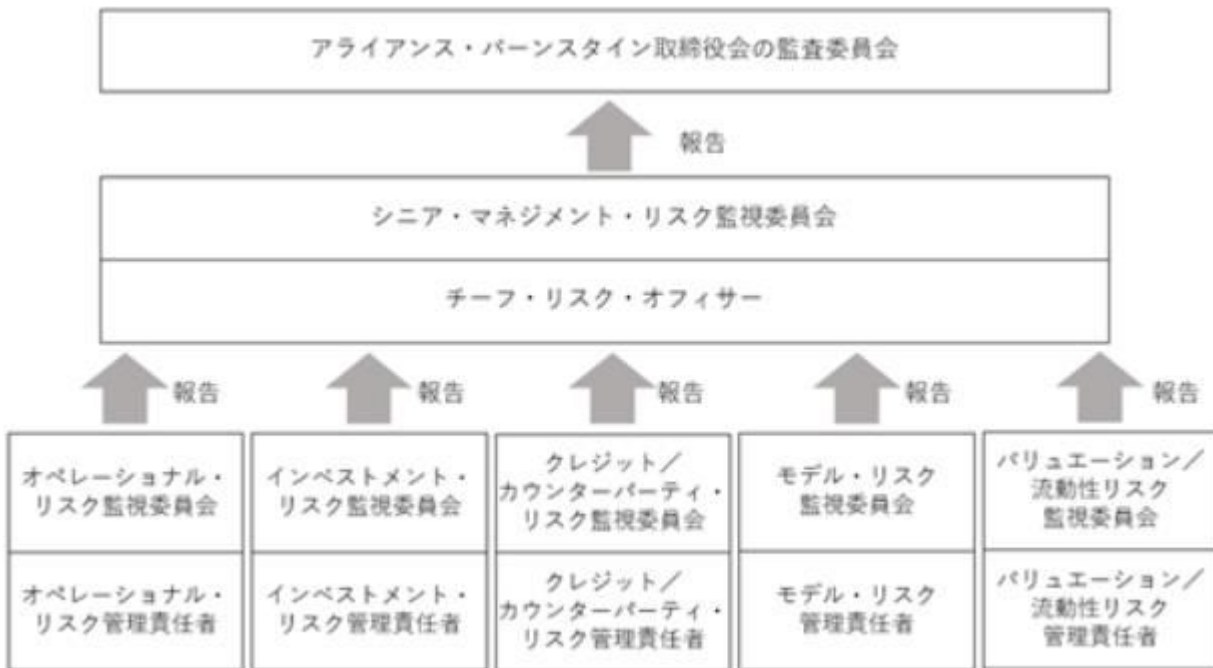 アライアンス・バーンスタイン取締役会の監査委員会
報告
シニア・マネジメント・リスク監視委員会
チーフ・リスク・オフィサー
報告
報告
報告
報告
報告
オペレーショナル・
リスク監視委員会
インベストメント・
リスク監視委員会
クレジット／
カウンターパーティ・
リスク監視委員会
モデル・リスク
監視委員会
バリュエーション／
流動性リスク
監視委員会
オペレーショナル・
リスク管理責任者
インベストメント・
リスク管理責任者
クレジット／
カウンターパーティ・
リスク管理責任者
モデル・リスク
管理責任者
バリュエーション／
流動性リスク
管理責任者